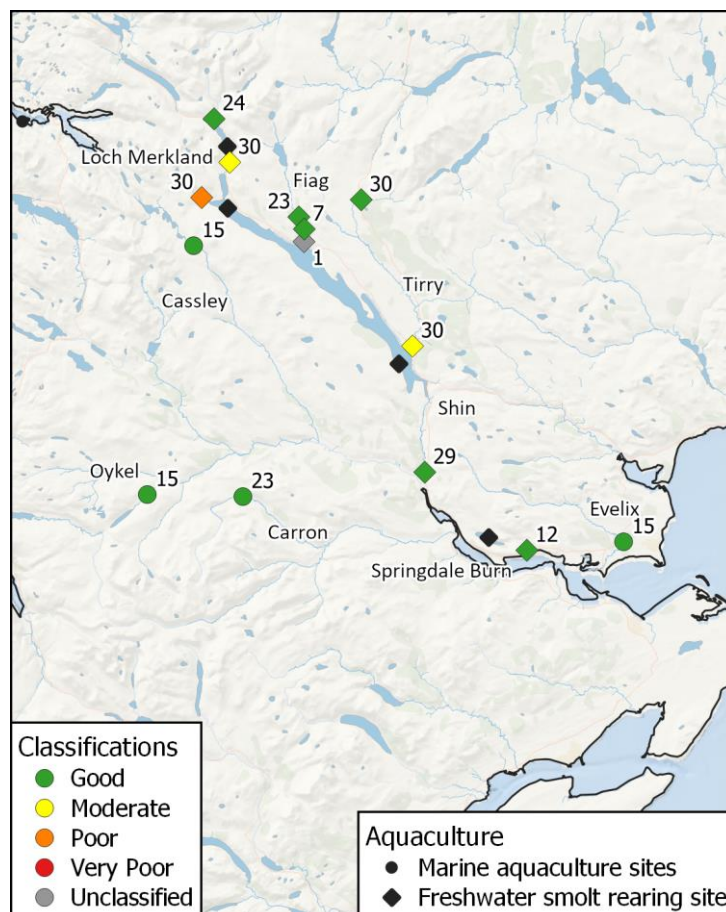 24
30
Loch Merkland
Fiag
30
30
23
7
15
1
Cassley
Tirry
30
Shin
29
Oykel
15
23
Evelix
Carron
12
15
Springdale Burn
Classifications
Good
Moderate
Poor
Very Poor
Unclassified
Aquaculture
Marine aquaculture sites
Freshwater smolt rearing site